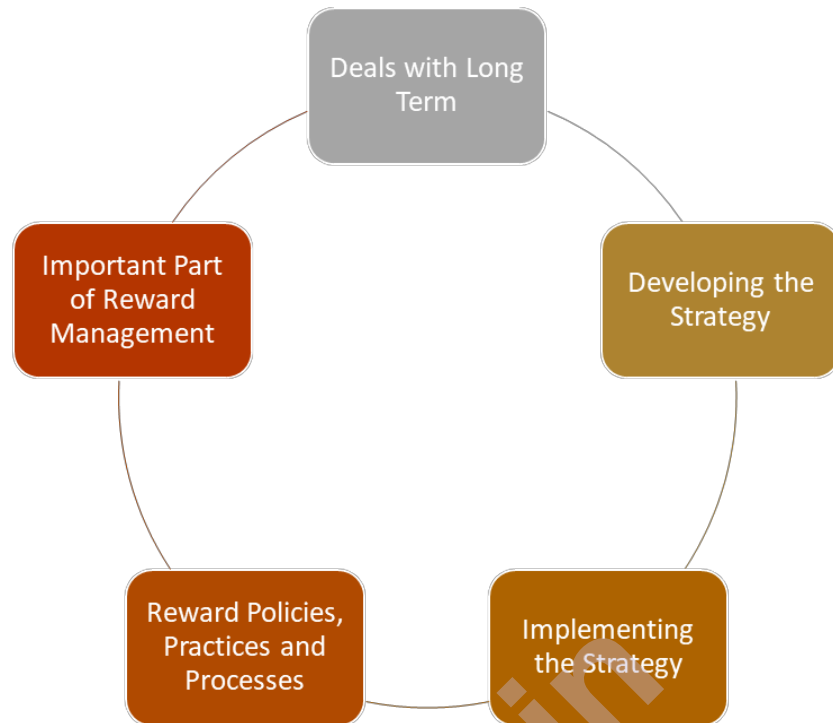 Deals with Long
Term
Developing the
Strategy
Implementing
the Strategy
Reward Policies,
Practices and
Processes
Important Part
of Reward
Management
in